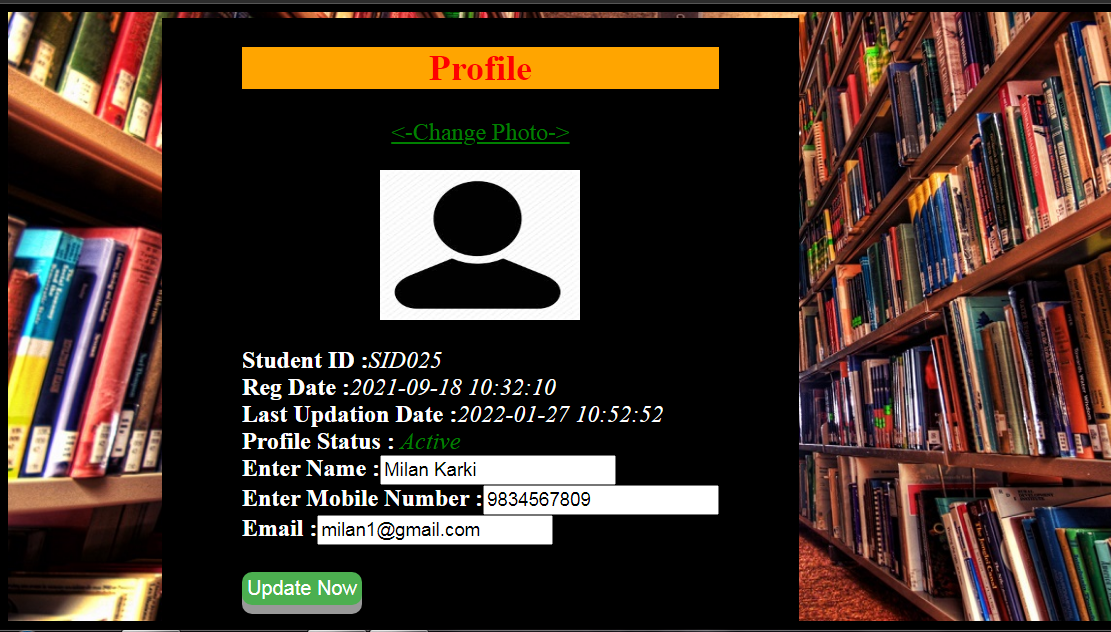 Profile
<-Change Photo->
Student ID :SID025
Reg Date :2021-09-18 10:32:10
Last Updation Date :2022-01-27 10:52:52
Profile Status : Active
Enter Name :Milan Karki
Enter Mobile Number :9834567809
Email :milan1@gmail.com
Update Now